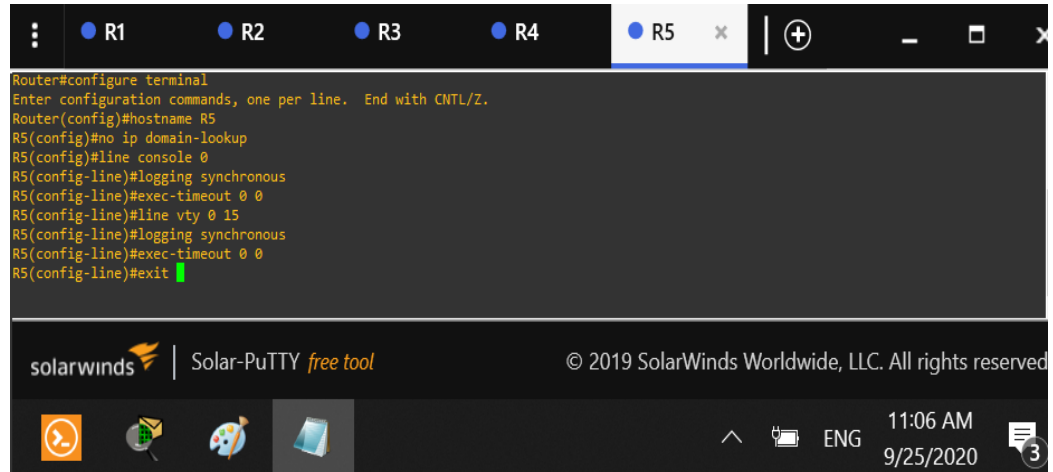 R1
R2
R3
R4
R5
Router#configure terminal
Enter configuration commands, one per line.  End with CNTL/Z.
Router(config)#hostname R5
R5(config)#no ip domain-lookup
R5(config)#line console 0
R5(config-line)#logging synchronous
R5(config-line)#exec-timeout 0 0
R5(config-line)#line vty 0 15
R5(config-line)#logging synchronous
R5(config-line)#exec-timeout 0 0
R5(config-line)#exit
solarwinds | Solar-PuTTY free tool © 2019 SolarWinds Worldwide, LLC. All rights reserved
ENG
11:06 AM
9/25/2020
3